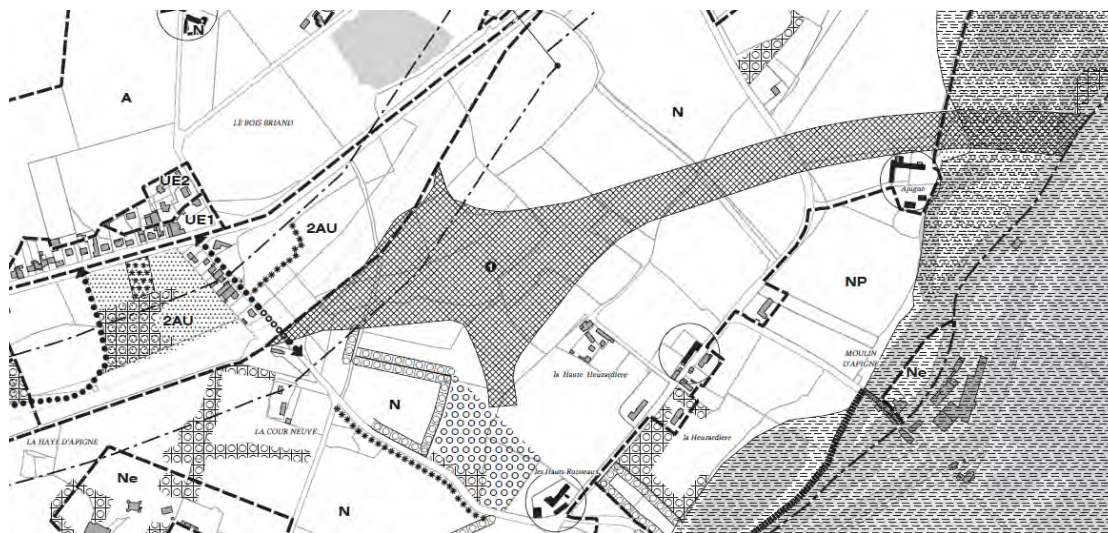 N
A
LE BOIS BRIAND
N
UE2
UE1
2AU
Apigné
NP
2AU
MOULIN
D'APIGNE
la Haute Heuzardière
Ne
N
LA COUR NEUVE
la Heuzardière
LA HAYE D'APIGNE
les Hauts Ruisseaux
Ne
N